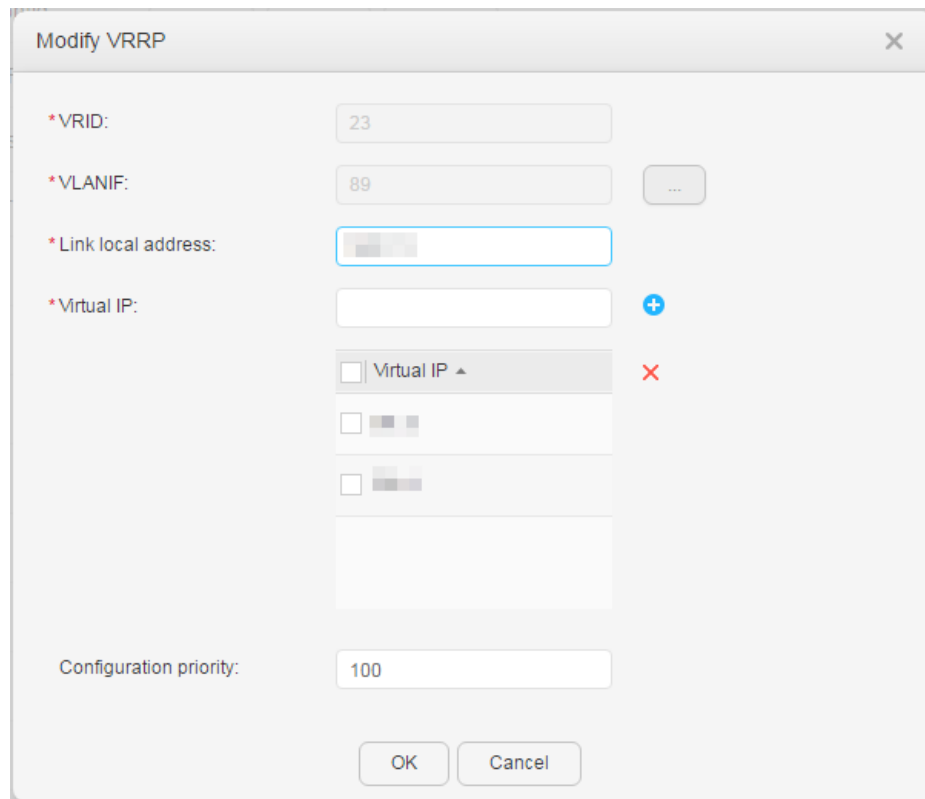 Modify VRRP
*VRID:
23
*VLANIF:
89
...
*Link local address:
*Virtual IP:
Virtual IP
Configuration priority:
100
OK
Cancel